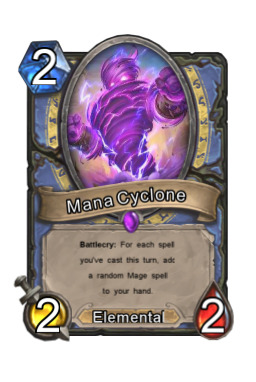 2
Mana Cyclone
Battlecry: For each spell
you've cast this turn, add
a random Mage spell
to your hand.
2
Elemental
2